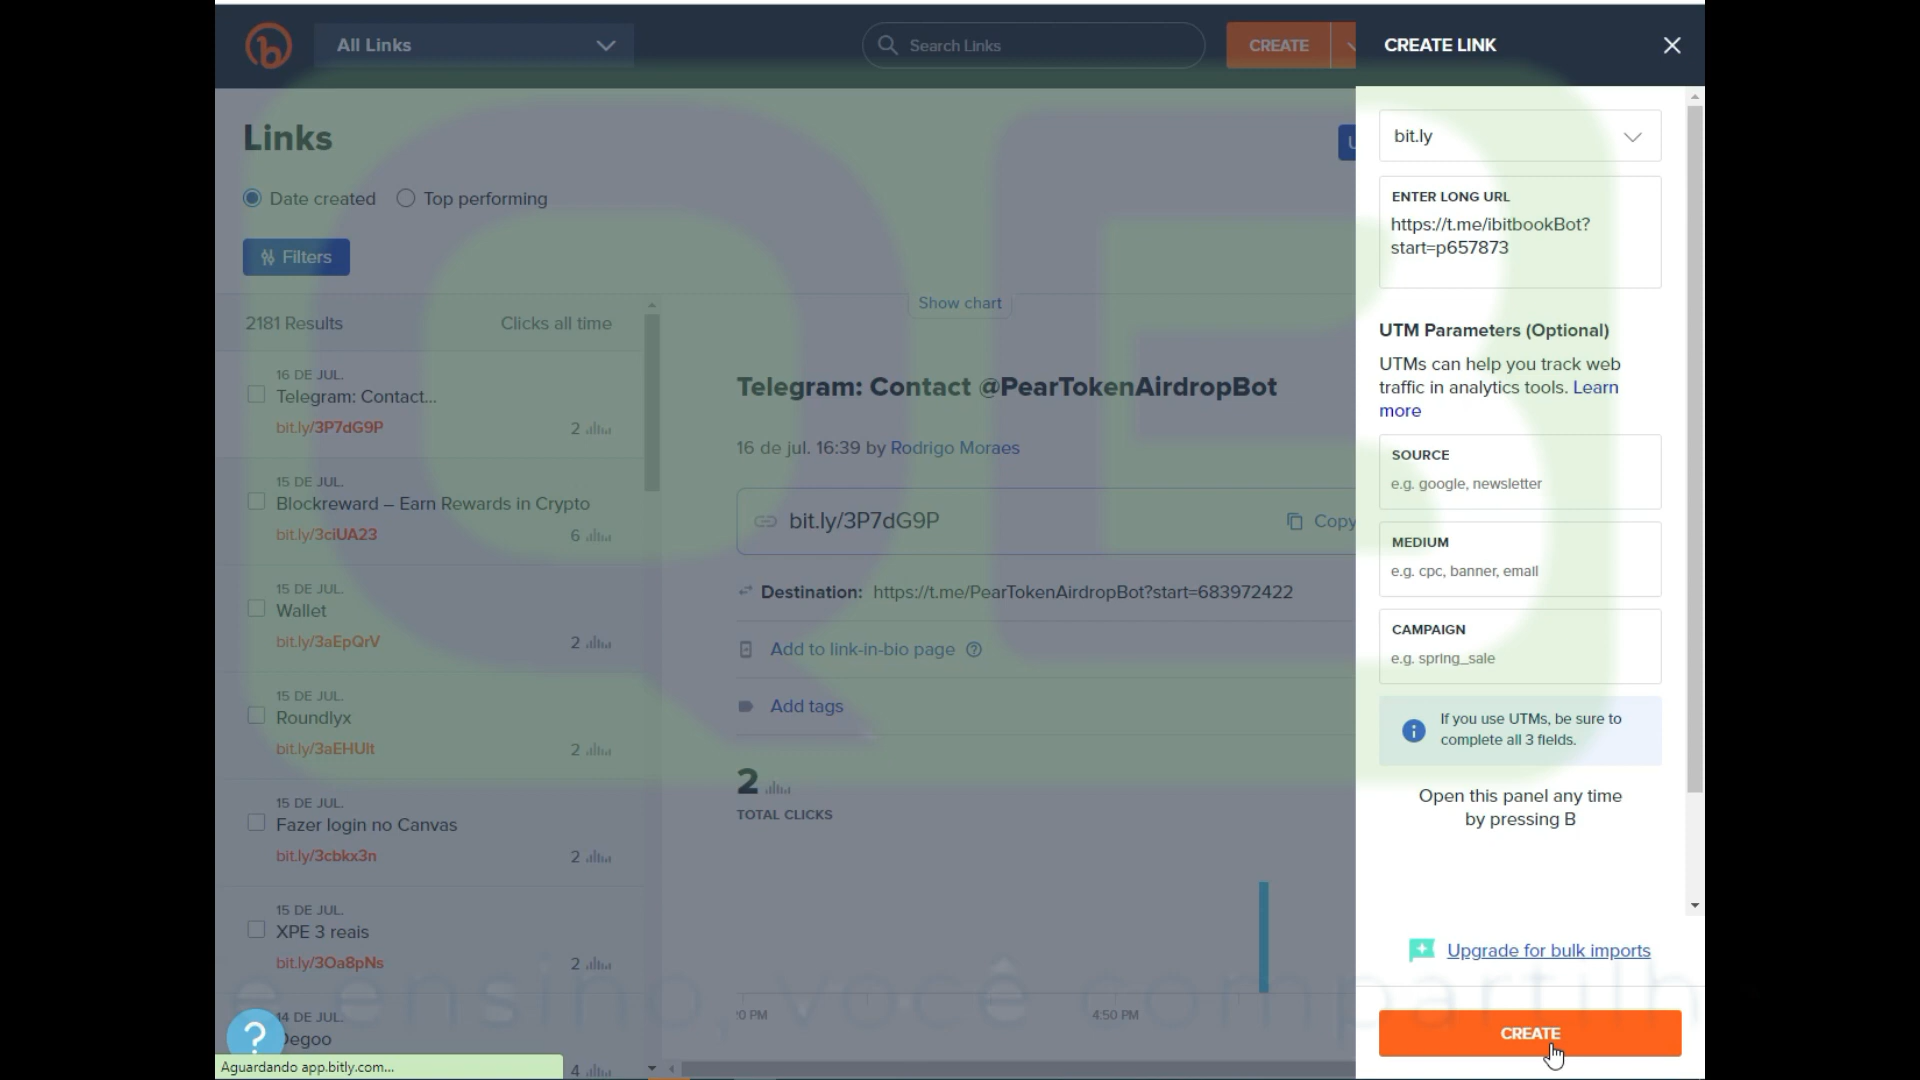 All Links
Search Links
CREATE
CREATE LINK
Links
Date created
Top performing
Filters
2181 Results
Clicks all time
16 DE JUL.
Telegram: Contact...
bit.ly/3P7dG9P
2
15 DE JUL.
Blockreward – Earn Rewards in Crypto
bit.ly/3ciUA23
6
15 DE JUL.
Wallet
bit.ly/3aEpQrV
2
15 DE JUL.
Roundlyx
bit.ly/3aEHUIt
2
15 DE JUL.
Fazer login no Canvas
bit.ly/3cbkx3n
2
15 DE JUL.
XPE 3 reais
bit.ly/3Oa8pNs
2
14 DE JUL.
Degoo
4
?
Aguardando app.bitly.com...
Show chart
Telegram: Contact @PearTokenAirdropBot
16 de jul. 16:39 by Rodrigo Moraes
bit.ly/3P7dG9P
Copy
Destination: https://t.me/PearTokenAirdropBot?start=683972422
Add to link-in-bio page
Add tags
2
TOTAL CLICKS
:0 PM
4:50 PM
bit.ly
ENTER LONG URL
https://t.me/ibitbookBot?
start=p657873
UTM Parameters (Optional)
UTMs can help you track web
traffic in analytics tools. Learn
more
SOURCE
e.g. google, newsletter
MEDIUM
e.g. cpc, banner, email
CAMPAIGN
e.g. spring_sale
If you use UTMs, be sure to
complete all 3 fields.
Open this panel any time
by pressing B
Upgrade for bulk imports
CREATE
e ensino, você compartilh